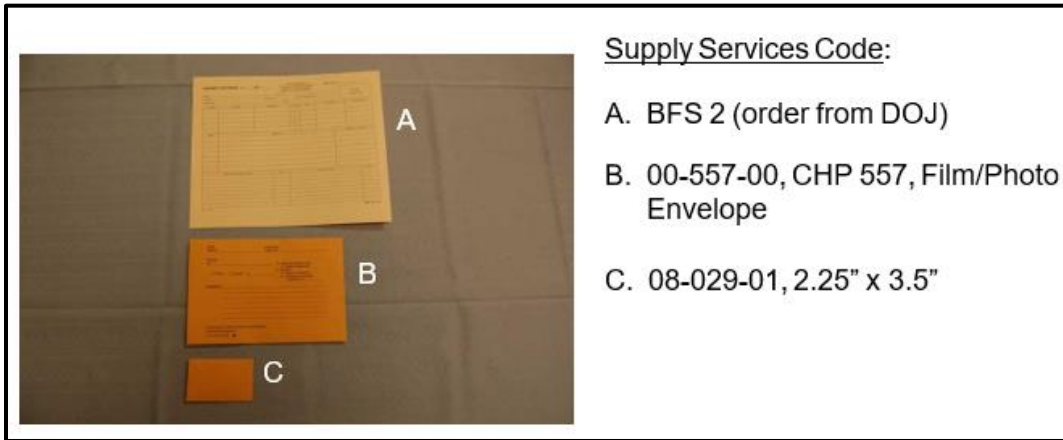 Supply Services Code:
A. BFS 2 (order from DOJ)
B. 00-557-00, CHP 557, Film/Photo
Envelope
C. 08-029-01, 2.25” x 3.5”
A
B
C